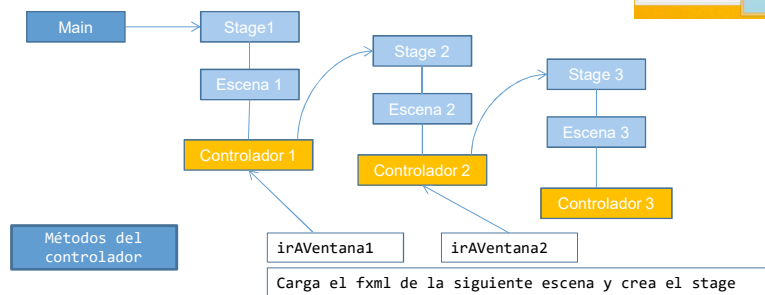 Main
Stage1
Stage 2
Stage 3
Escena 1
Escena 2
Escena 3
Controlador 1
Controlador 2
Controlador 3
Métodos del
controlador
irAVentana1
irAVentana2
Carga el fxml de la siguiente escena y crea el stage